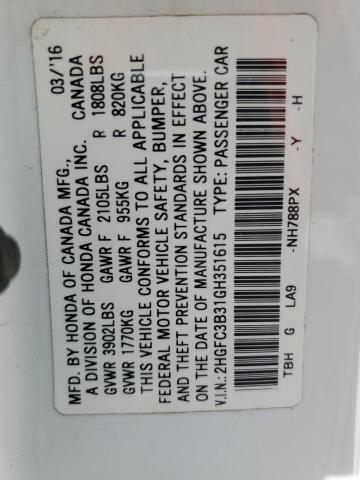 MFD. BY HONDA OF CANADA MFG., 03/'16
A DIVISION OF HONDA CANADA INC. CANADA
GVWR 3902LBS GAWR F 2105LBS R 1808LBS
GVWR 1770KG GAWR F 955KG R 820KG
THIS VEHICLE CONFORMS TO ALL APPLICABLE
FEDERAL MOTOR VEHICLE SAFETY, BUMPER,
AND THEFT PREVENTION STANDARDS IN EFFECT
ON THE DATE OF MANUFACTURE SHOWN ABOVE.
V.I.N.:2HGFC3B31GH351615 TYPE: PASSENGER CAR
TBH G LA9 -NH788PX -Y -H